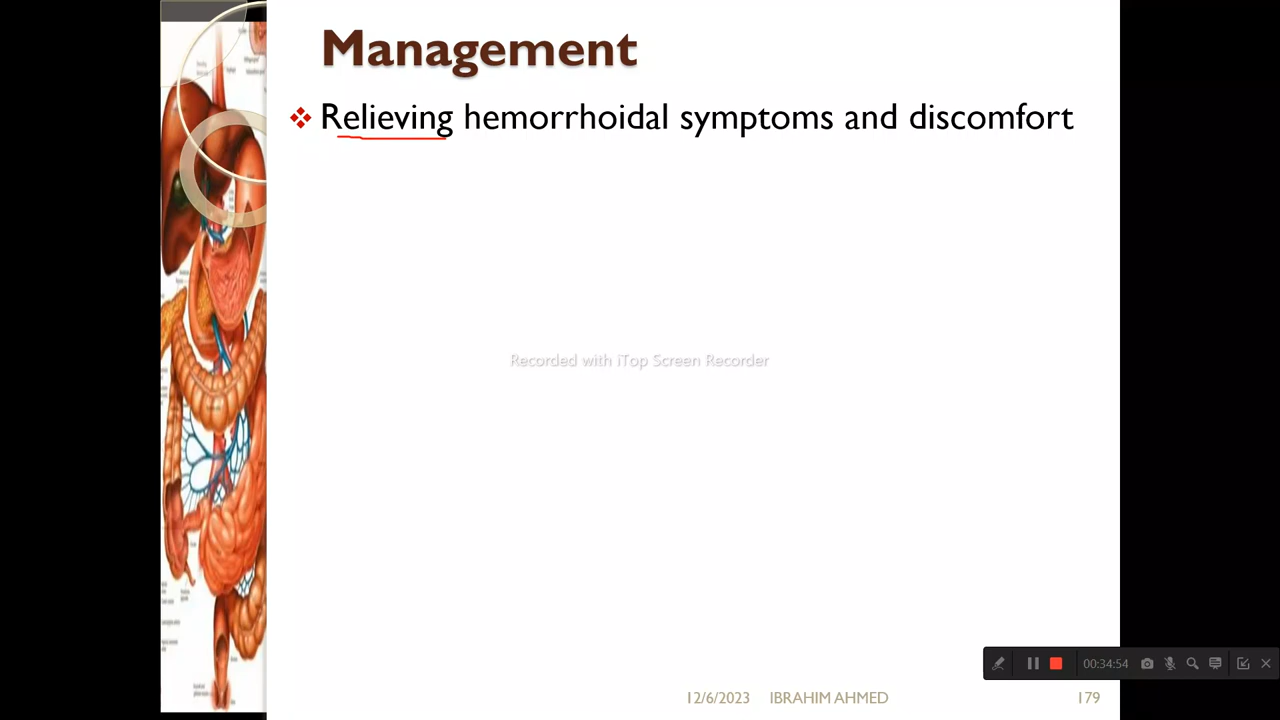 Management
❖ Relieving hemorrhoidal symptoms and discomfort
Recorded with iTop Screen Recorder
00:34:54
12/6/2023 IBRAHIM AHMED 179